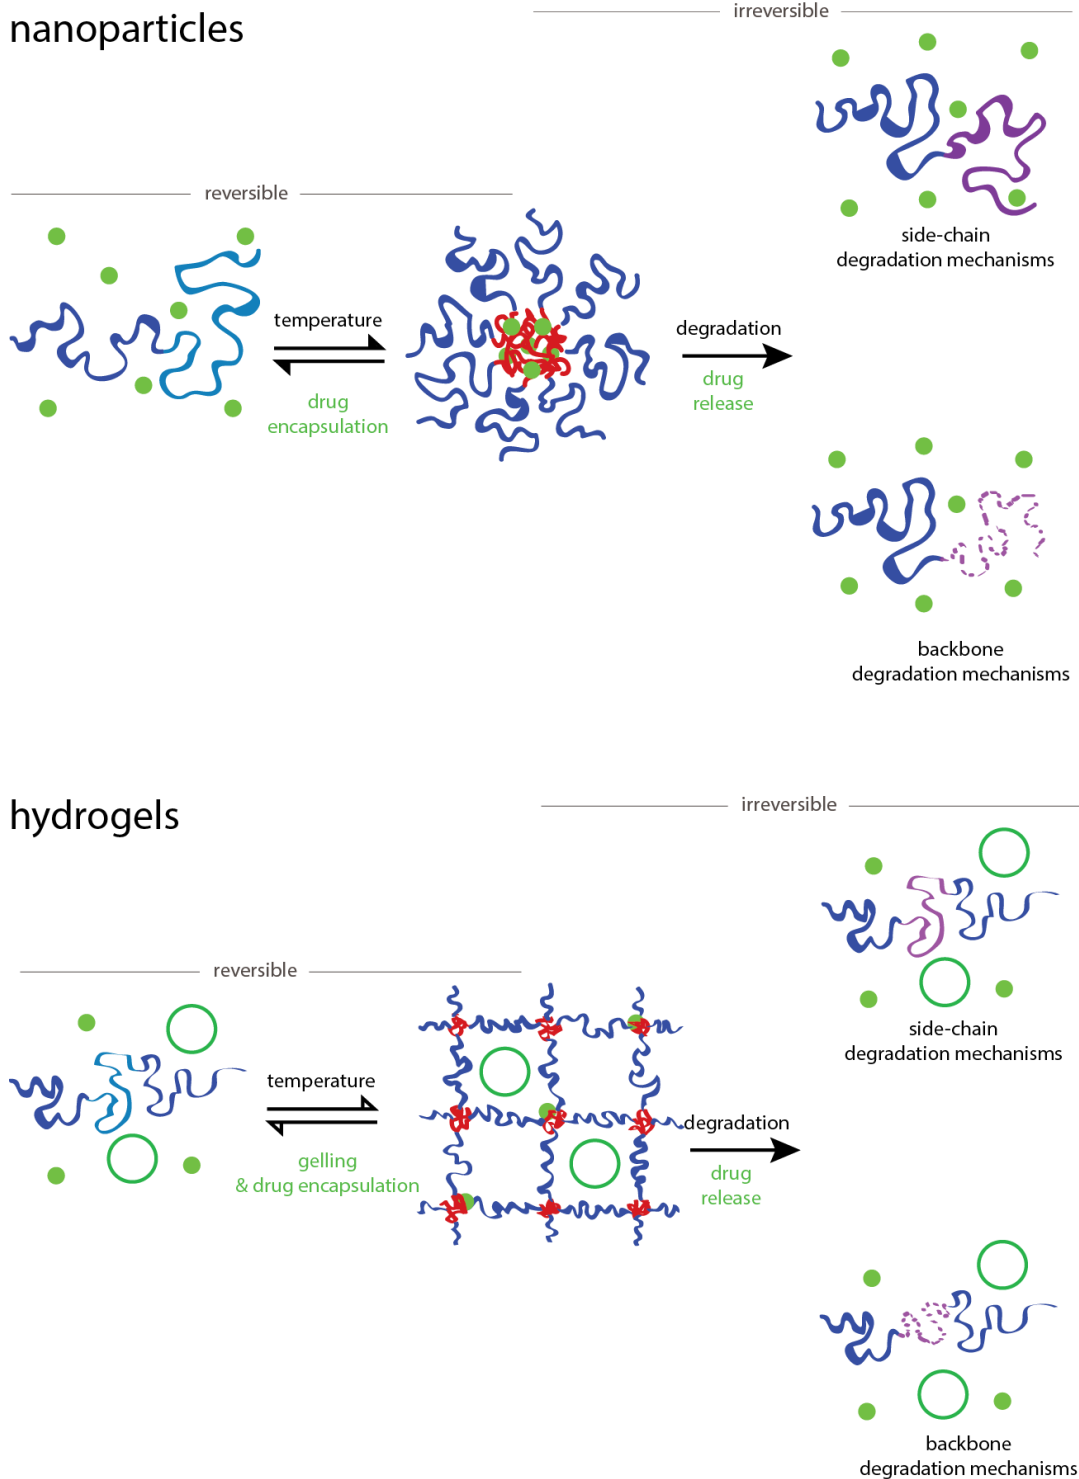 nanoparticles
irreversible
reversible
side-chain
degradation mechanisms
temperature
drug
encapsulation
degradation
drug
release
backbone
degradation mechanisms
hydrogels
irreversible
reversible
side-chain
degradation mechanisms
temperature
gelling
& drug encapsulation
degradation
drug
release
backbone
degradation mechanisms